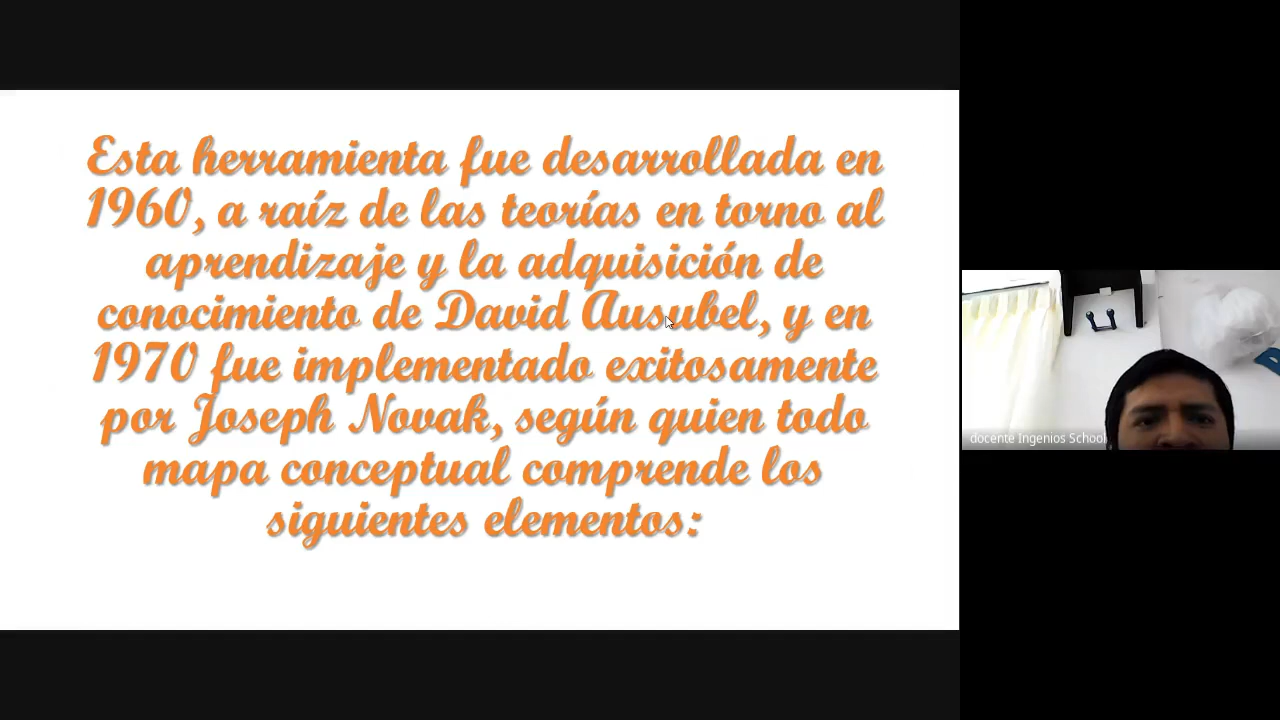 Esta herramienta fue desarrollada en
1960, a raíz de las teorías en torno al
aprendizaje y la adquisición de
conocimiento de David Ausubel, y en
1970 fue implementado exitosamente
por Joseph Novak, según quien todo
mapa conceptual comprende los
siguientes elementos:
docente Ingenios School